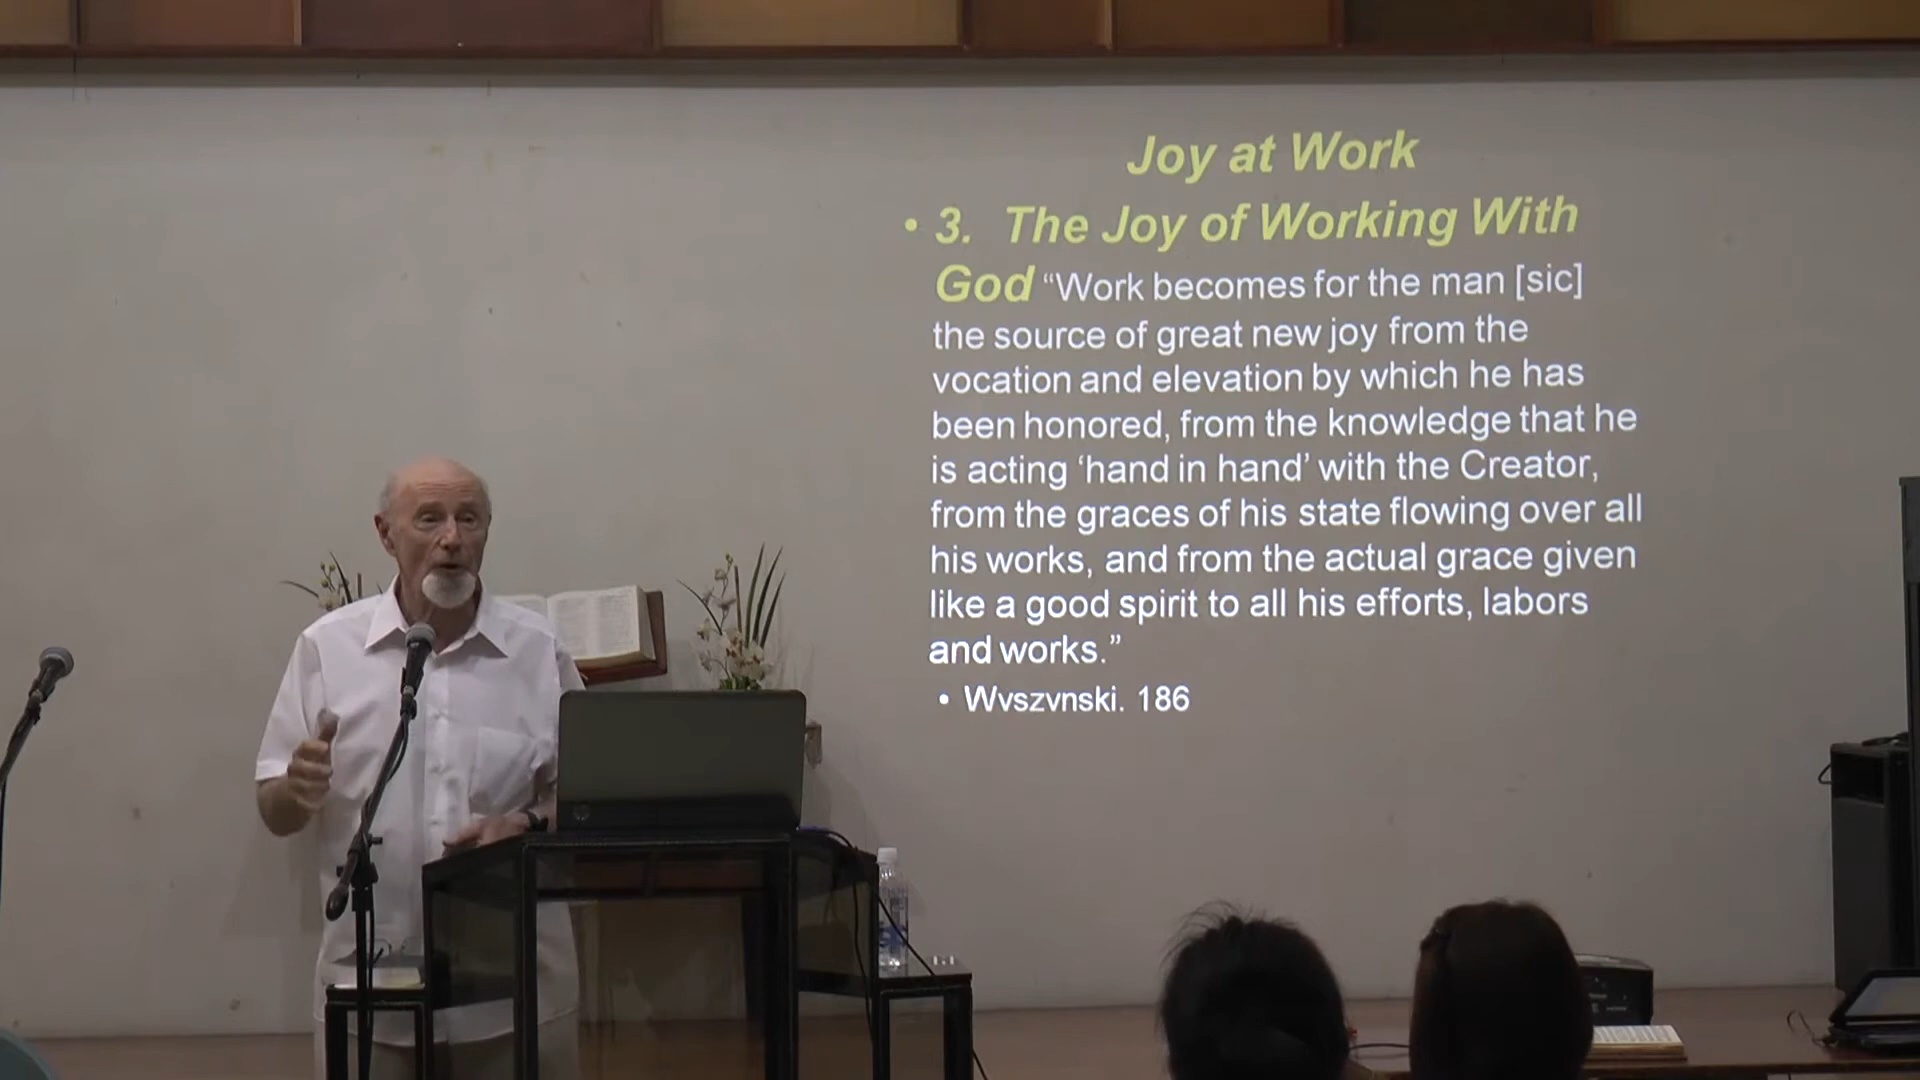 Joy at Work
• 3. The Joy of Working With
God “Work becomes for the man [sic]
the source of great new joy from the
vocation and elevation by which he has
been honored, from the knowledge that he
is acting ‘hand in hand’ with the Creator,
from the graces of his state flowing over all
his works, and from the actual grace given
like a good spirit to all his efforts, labors
and works.”
• Wyszynski. 186